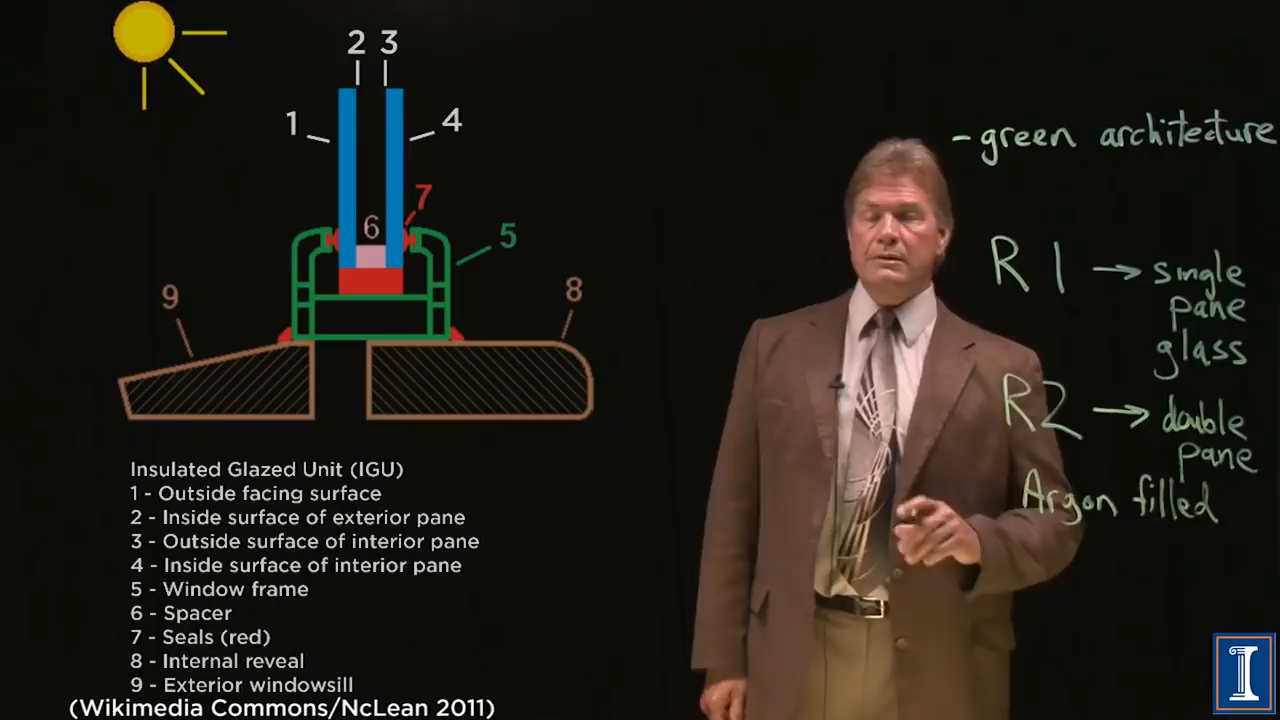 2 3
1
4
7
6
5
9
8
Insulated Glazed Unit (IGU)
1 - Outside facing surface
2 - Inside surface of exterior pane
3 - Outside surface of interior pane
4 - Inside surface of interior pane
5 - Window frame
6 - Spacer
7 - Seals (red)
8 - Internal reveal
9 - Exterior windowsill
(Wikimedia Commons/NcLean 2011)
- green architecture
R1 → single
pane
glass
R2 → double
pane
Argon filled
I